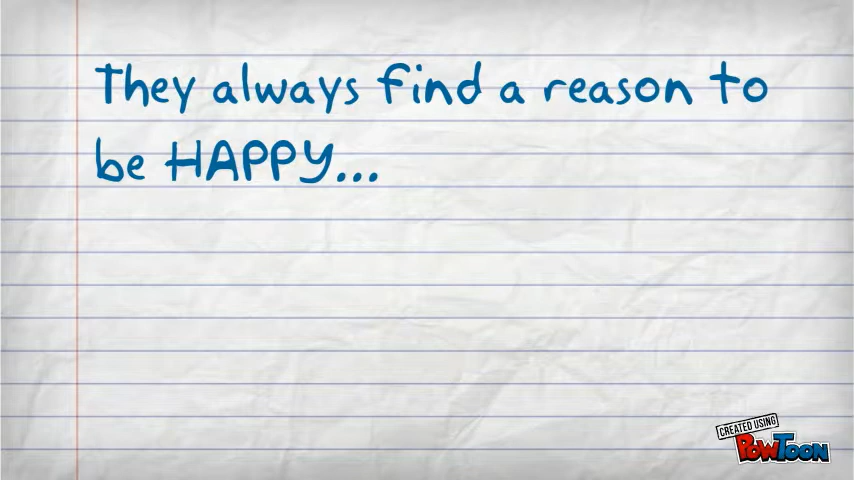 They always find a reason to
be HAPPY...
CREATED USING
POWTOON